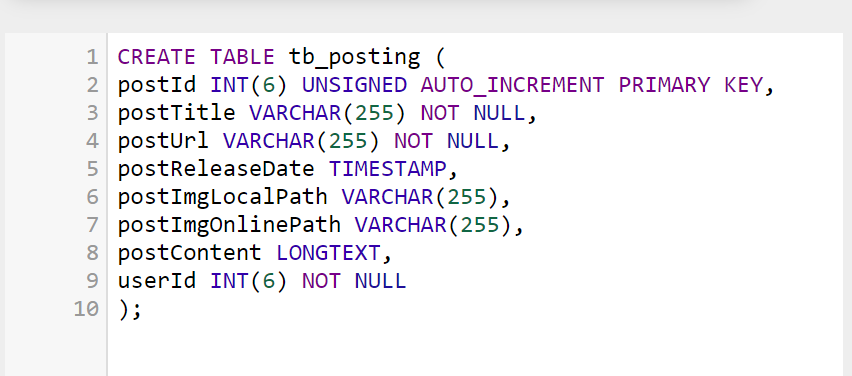 1 CREATE TABLE tb_posting (
2 postId INT(6) UNSIGNED AUTO_INCREMENT PRIMARY KEY,
3 postTitle VARCHAR(255) NOT NULL,
4 postUrl VARCHAR(255) NOT NULL,
5 postReleaseDate TIMESTAMP,
6 postImgLocalPath VARCHAR(255),
7 postImgOnlinePath VARCHAR(255),
8 postContent LONGTEXT,
9 userId INT(6) NOT NULL
10 );